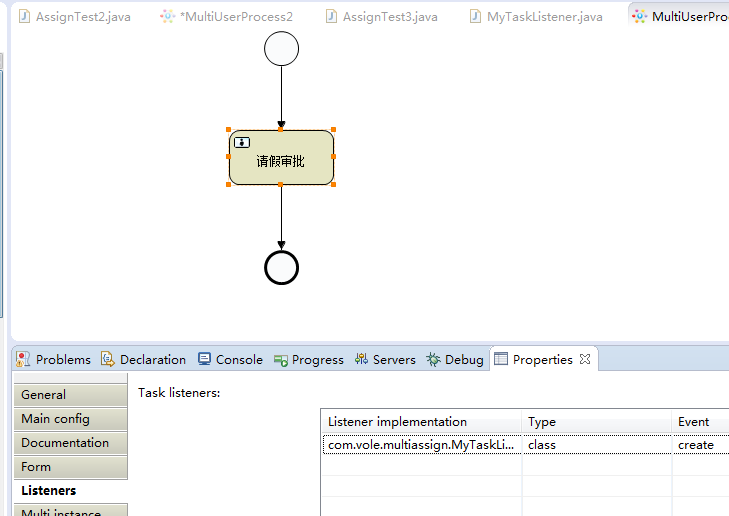 AssignTest2.java *MultiUserProcess2 AssignTest3.java MyTaskListener.java MultiUserPro
请假审批
Problems Declaration Console Progress Servers Debug Properties
General
Task listeners:
Main config
Listener implementation Type Event
Documentation
com.vole.multiassign.MyTaskLi... class create
Form
Listeners
Multi instance